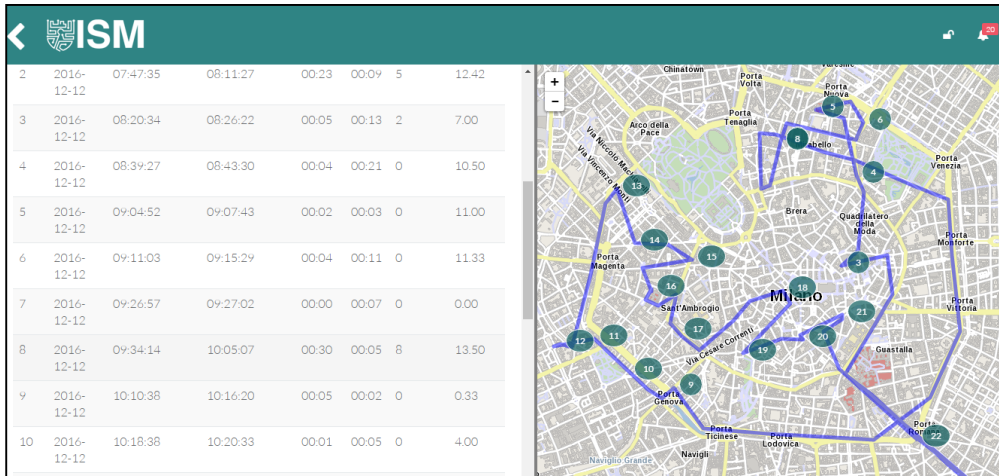 ISM
20
2 2016-12-12 07:47:35 08:11:27 00:23 00:09 5 12.42
3 2016-12-12 08:20:34 08:26:22 00:05 00:13 2 7.00
4 2016-12-12 08:39:27 08:43:30 00:04 00:21 0 10.50
5 2016-12-12 09:04:52 09:07:43 00:02 00:03 0 11.00
6 2016-12-12 09:11:03 09:15:29 00:04 00:11 0 11.33
7 2016-12-12 09:26:57 09:27:02 00:00 00:07 0 0.00
8 2016-12-12 09:34:14 10:05:07 00:30 00:05 8 13.50
9 2016-12-12 10:10:38 10:16:20 00:05 00:02 0 0.33
10 2016-12-12 10:18:38 10:20:33 00:01 00:05 0 4.00
+
-
Chinatown
Porta Volta
Porta Nuova
5
6
Porta Tenaglia
Arco della Pace
8
Via Vincenzo Monti
4
Porta Venezia
13
Brera
Quadrilatero della Moda
14
Porta Monforte
15
3
Porta Magenta
16
18
Milano
Porta Vittoria
Sant'Ambrogio
21
17
Via Cesare Correnti
20
11
12
19
Guastalla
10
9
Porta Genova
Porta Ticinese
Porta Lodovica
22
Naviglio Grande
Navigli